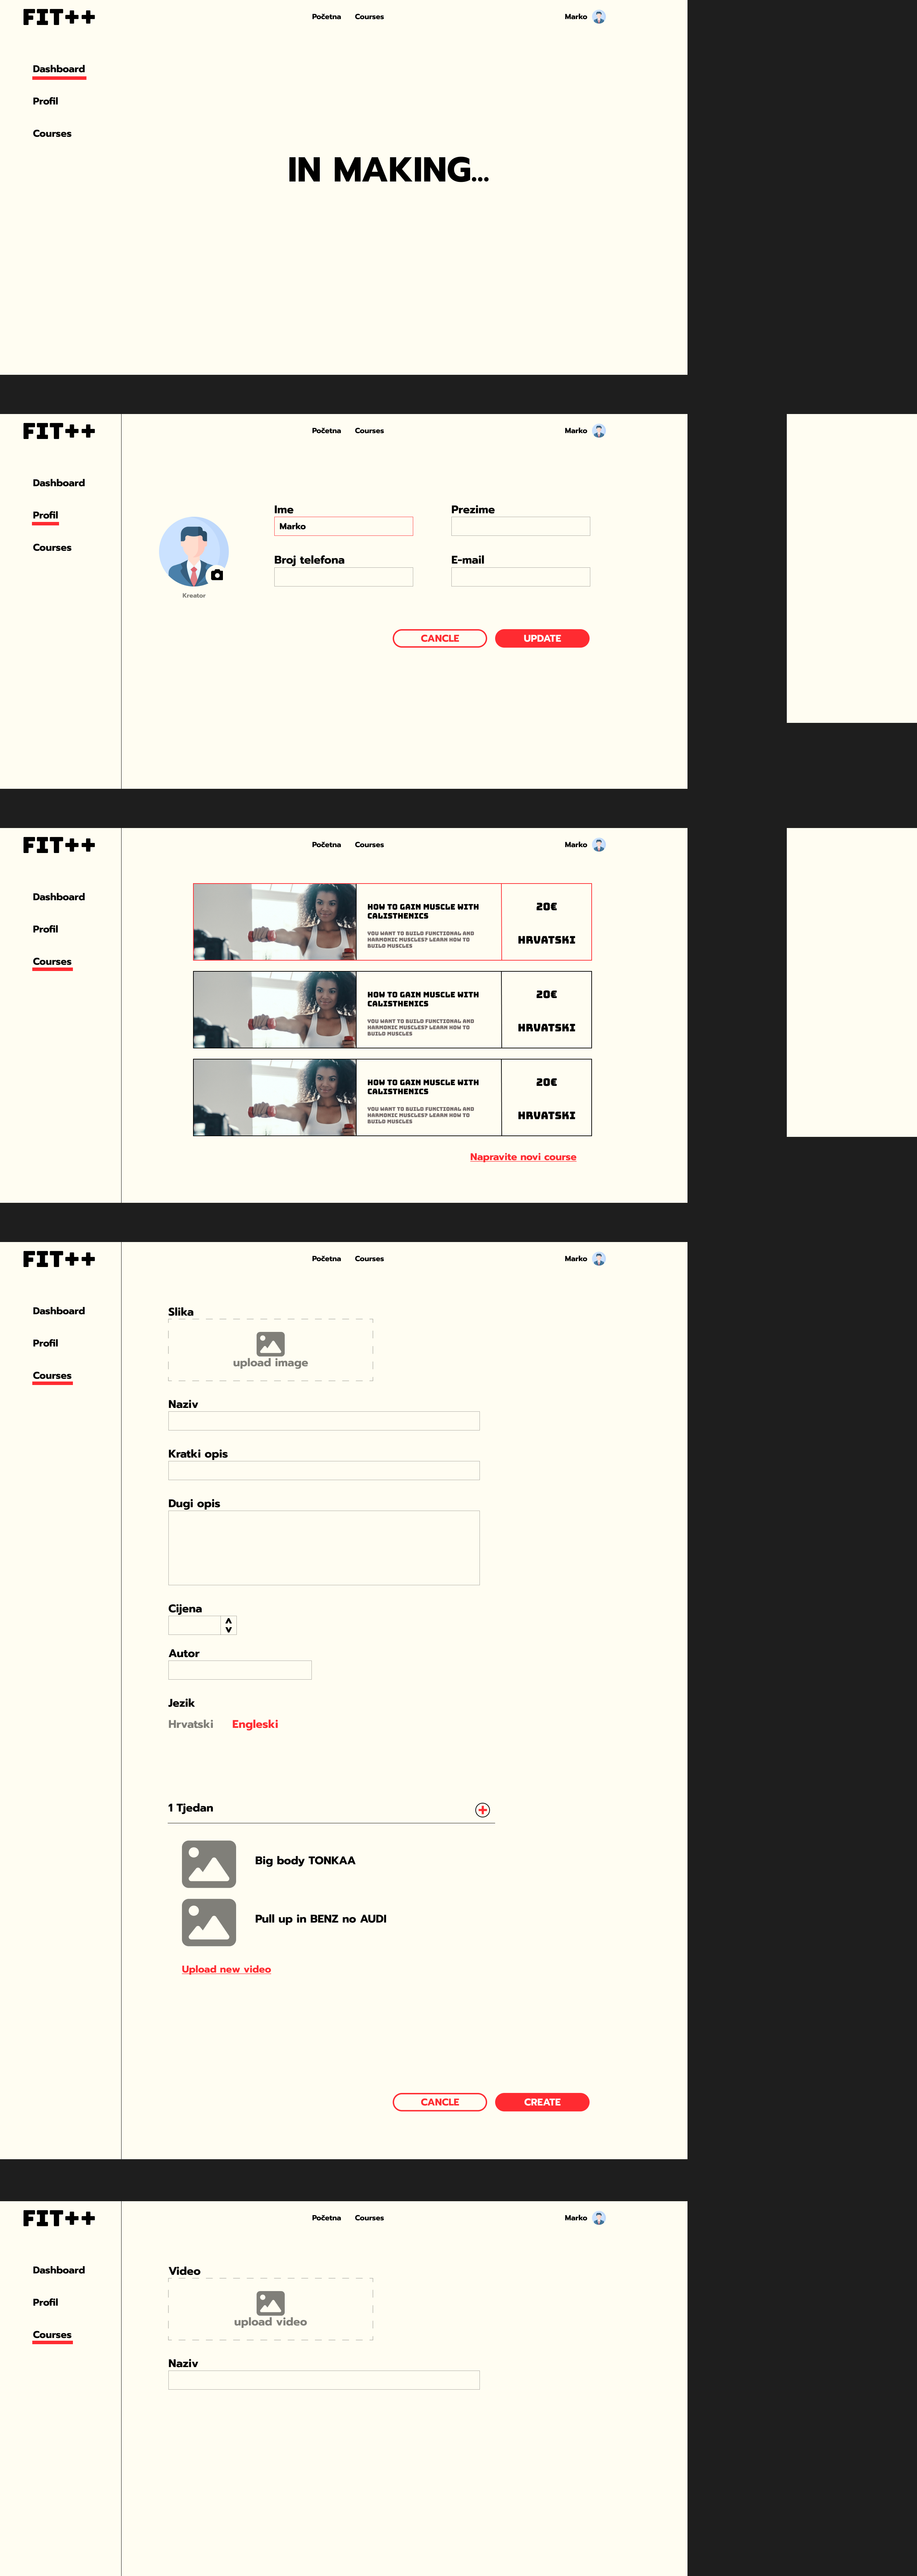 FIT++
Početna Courses
Marko
Dashboard
Profil
Courses
IN MAKING...
FIT++
Početna Courses
Marko
Dashboard
Profil
Courses
Ime
Marko
Prezime
Broj telefona
E-mail
Kreator
CANCLE
UPDATE
FIT++
Početna Courses
Marko
Dashboard
Profil
Courses
HOW TO GAIN MUSCLE WITH
CALISTHENICS
YOU WANT TO BUILD FUNCTIONAL AND
HARMONIC MUSCLES? LEARN HOW TO
BUILD MUSCLES
20€
HRVATSKI
HOW TO GAIN MUSCLE WITH
CALISTHENICS
YOU WANT TO BUILD FUNCTIONAL AND
HARMONIC MUSCLES? LEARN HOW TO
BUILD MUSCLES
20€
HRVATSKI
HOW TO GAIN MUSCLE WITH
CALISTHENICS
YOU WANT TO BUILD FUNCTIONAL AND
HARMONIC MUSCLES? LEARN HOW TO
BUILD MUSCLES
20€
HRVATSKI
Napravite novi course
FIT++
Početna Courses
Marko
Dashboard
Profil
Courses
Slika
upload image
Naziv
Kratki opis
Dugi opis
Cijena
Autor
Jezik
Hrvatski Engleski
1 Tjedan
Big body TONKAA
Pull up in BENZ no AUDI
Upload new video
CANCLE
CREATE
FIT++
Početna Courses
Marko
Dashboard
Profil
Courses
Video
upload video
Naziv